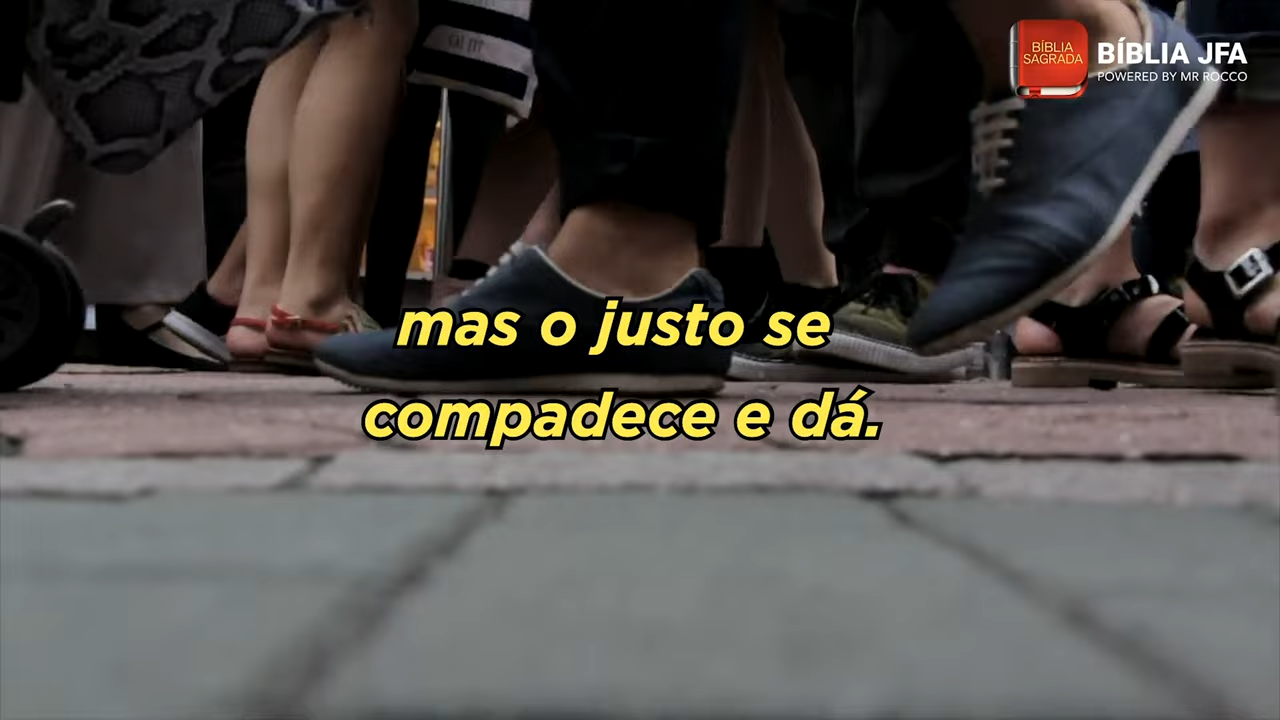 BÍBLIA
SAGRADA
BÍBLIA JFA
POWERED BY MR ROCCO
mas o justo se
compadece e dá.